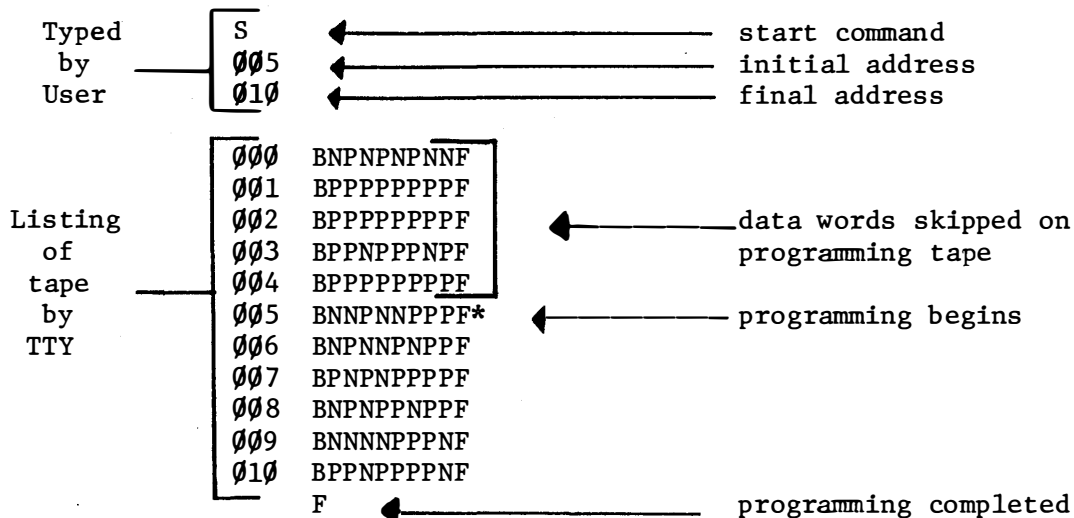 Typed S start command
by ØØ5 initial address
User Ø1Ø final address
ØØØ BNPNPNPNNF
ØØ1 BPPPPPPPPF
Listing ØØ2 BPPPPPPPPF data words skipped on
of ØØ3 BPPNPPPNPF programming tape
tape ØØ4 BPPPPPPPPF
by ØØ5 BNNPNNPPPF* programming begins
TTY ØØ6 BNPNNPNPPF
ØØ7 BPNPNPPPPF
ØØ8 BNPNPPNPPF
ØØ9 BNNNNPPPNF
Ø1Ø BPPNPPPPNF
F programming completed